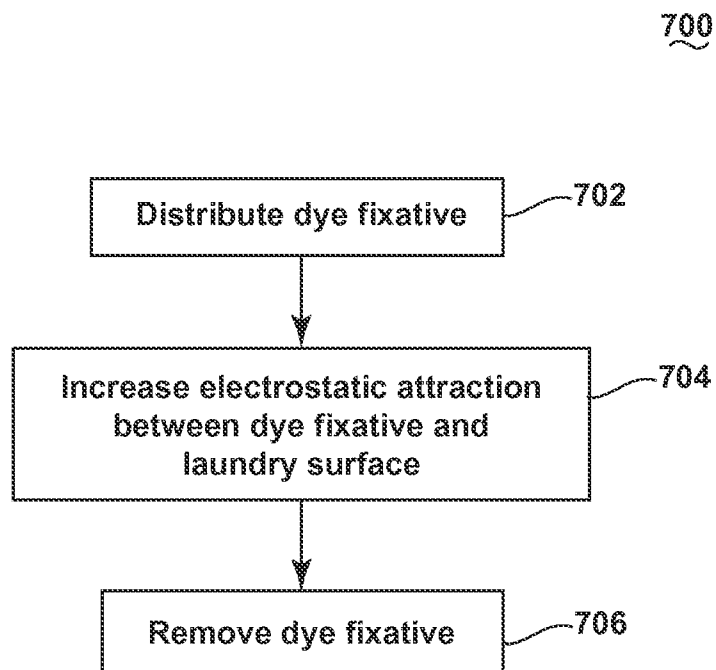 700
Distribute dye fixative
702
Increase electrostatic attraction
between dye fixative and
laundry surface
704
Remove dye fixative
706